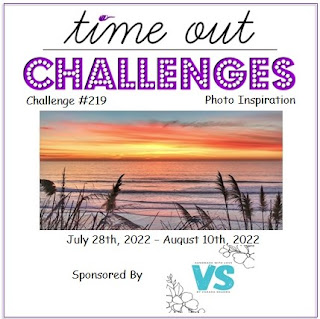 time out
CHALLENGES
Challenge #219 Photo Inspiration
July 28th, 2022 - August 10th, 2022
Sponsored By
VS